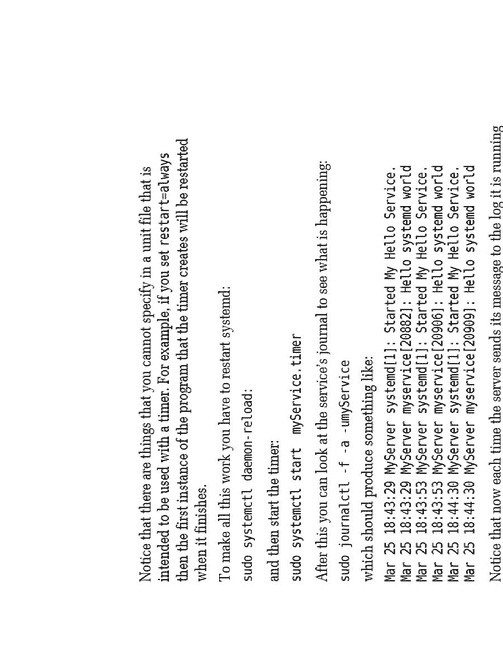 Notice that there are things that you cannot specify in a unit file that is
intended to be used with a timer. For example, if you set restart=always
then the first instance of the program that the timer creates will be restarted
when it finishes.
To make all this work you have to restart systemd:
sudo systemctl daemon-reload:
and then start the timer:
sudo systemctl start myService.timer
After this you can look at the service's journal to see what is happening:
sudo journalctl -f -a -umyService
which should produce something like:
Mar 25 18:43:29 MyServer systemd[1]: Started My Hello Service.
Mar 25 18:43:29 MyServer myservice[20882]: Hello systemd world
Mar 25 18:43:53 MyServer systemd[1]: Started My Hello Service.
Mar 25 18:43:53 MyServer myservice[20906]: Hello systemd world
Mar 25 18:44:30 MyServer systemd[1]: Started My Hello Service.
Mar 25 18:44:30 MyServer myservice[20909]: Hello systemd world
Notice that now each time the server sends its message to the log it is running